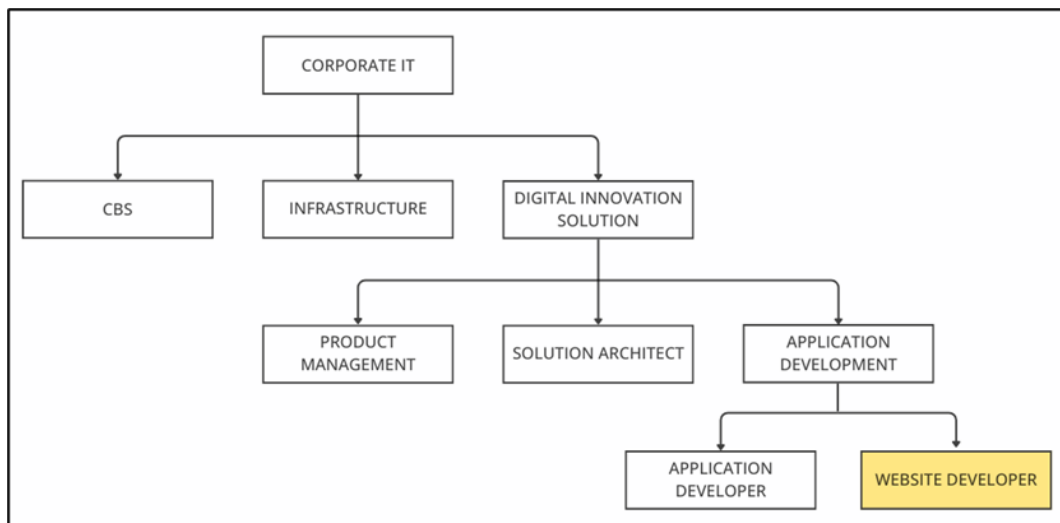 CORPORATE IT
CBS
INFRASTRUCTURE
DIGITAL INNOVATION
SOLUTION
PRODUCT
MANAGEMENT
SOLUTION ARCHITECT
APPLICATION
DEVELOPMENT
APPLICATION
DEVELOPER
WEBSITE DEVELOPER